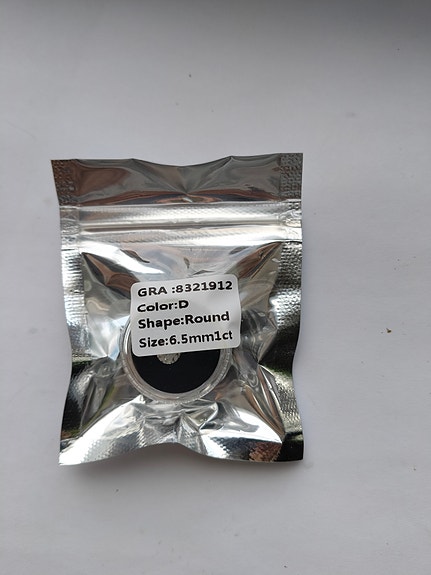 GRA :8321912
Color:D
Shape:Round
Size:6.5mm1ct